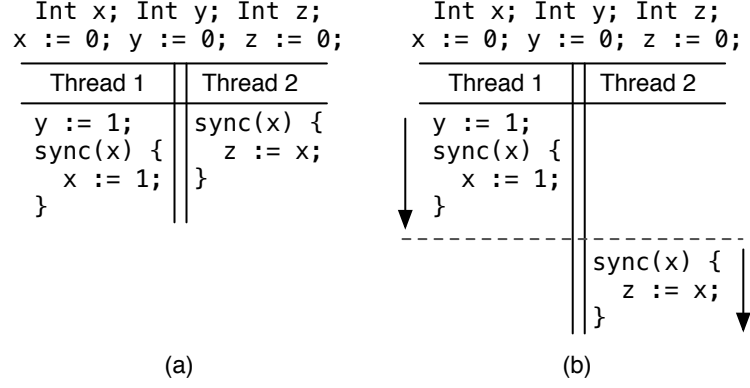 Int x; Int y; Int z;
x := 0; y := 0; z := 0;
Thread 1
Thread 2
y := 1;
sync(x) {
x := 1;
}
sync(x) {
z := x;
}
(a)
Int x; Int y; Int z;
x := 0; y := 0; z := 0;
Thread 1
Thread 2
y := 1;
sync(x) {
x := 1;
}
sync(x) {
z := x;
}
(b)